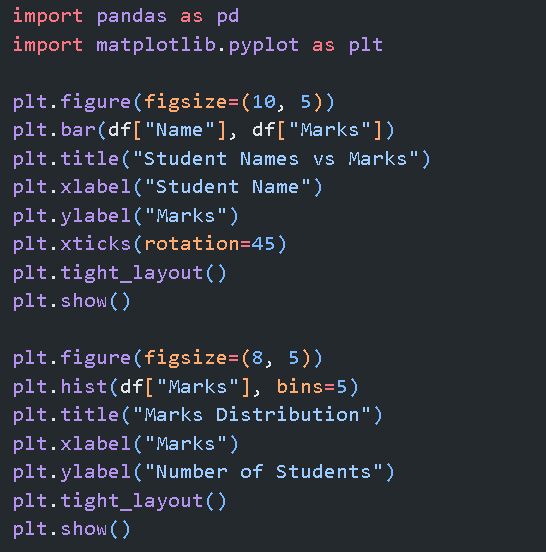 import pandas as pd
import matplotlib.pyplot as plt

plt.figure(figsize=(10, 5))
plt.bar(df["Name"], df["Marks"])
plt.title("Student Names vs Marks")
plt.xlabel("Student Name")
plt.ylabel("Marks")
plt.xticks(rotation=45)
plt.tight_layout()
plt.show()

plt.figure(figsize=(8, 5))
plt.hist(df["Marks"], bins=5)
plt.title("Marks Distribution")
plt.xlabel("Marks")
plt.ylabel("Number of Students")
plt.tight_layout()
plt.show()